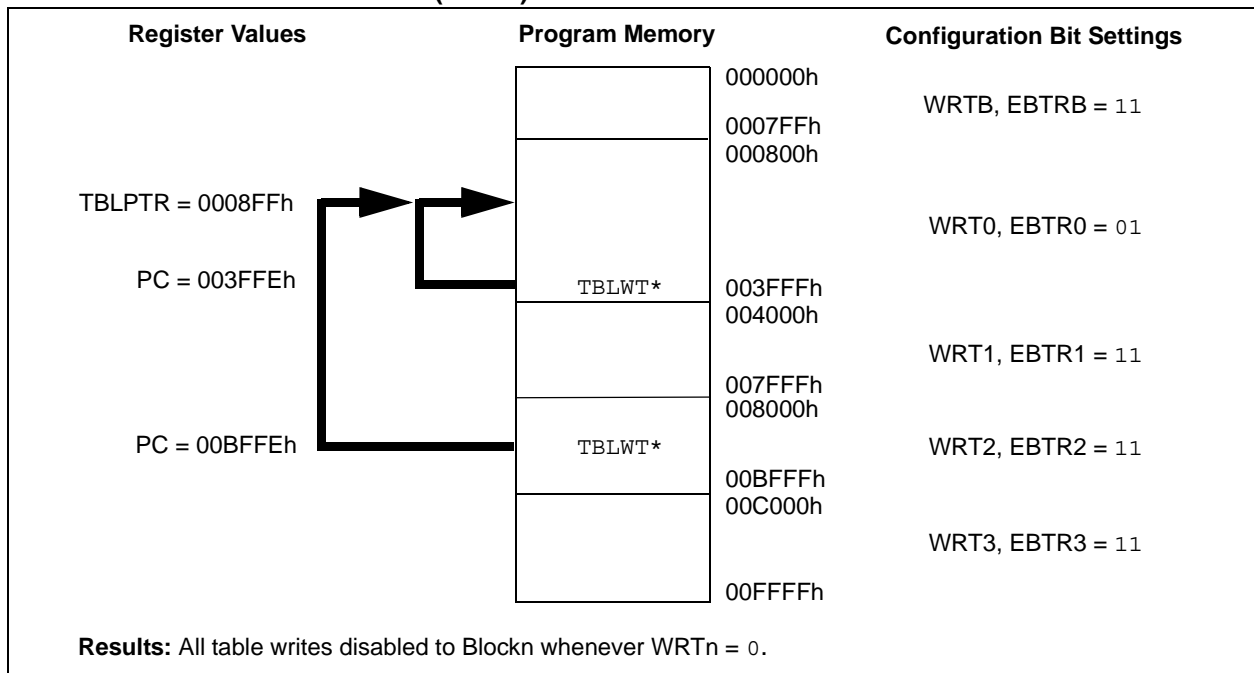 Register Values Program Memory Configuration Bit Settings
000000h
WRTB, EBTRB = 11
0007FFh
000800h
TBLPTR = 0008FFh
WRT0, EBTR0 = 01
PC = 003FFEh TBLWT* 003FFFh
004000h
WRT1, EBTR1 = 11
007FFFh
008000h
PC = 00BFFEh TBLWT* WRT2, EBTR2 = 11
00BFFFh
00C000h
WRT3, EBTR3 = 11
00FFFFh
Results: All table writes disabled to Blockn whenever WRTn = 0.